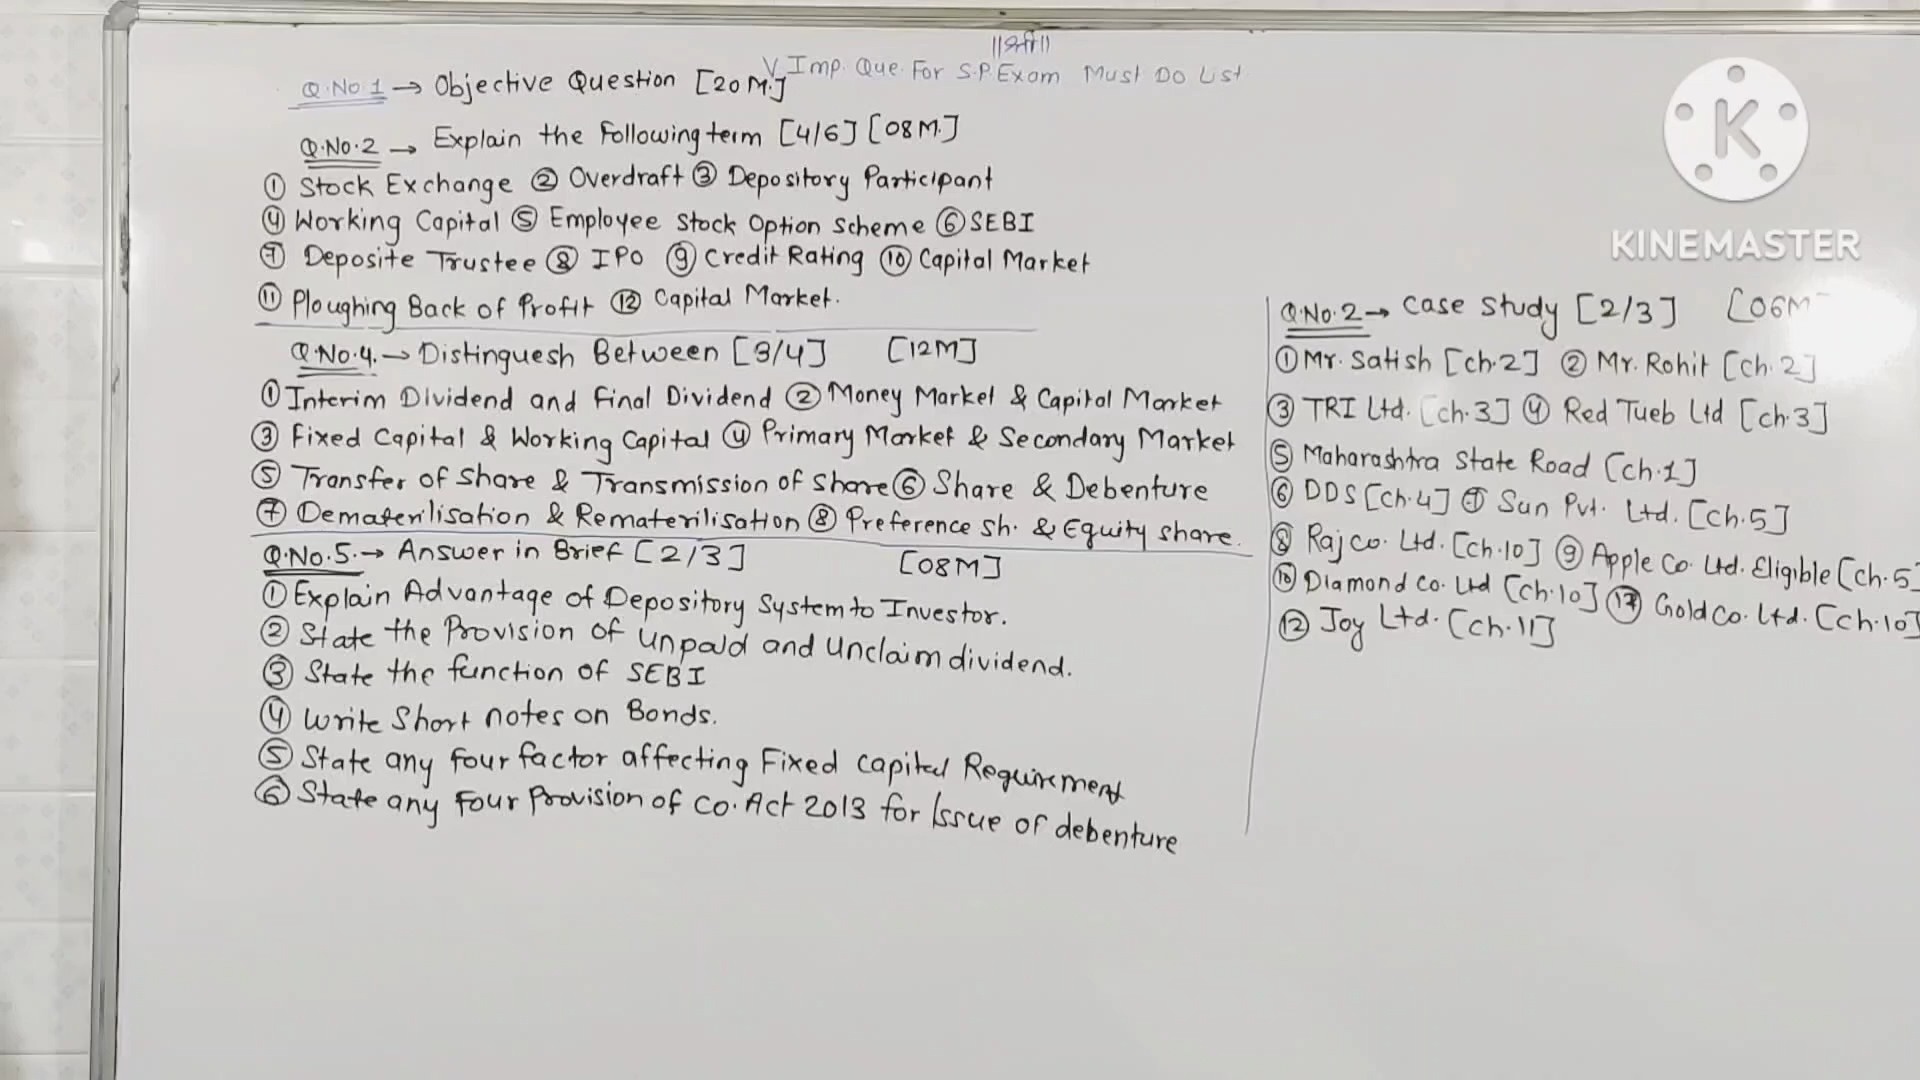 ||श्री||
V. Imp. Que. For S.P. Exam Must Do List
Q.No.1 → Objective Question [20 M.]
Q.No.2 → Explain the Following term [4/6] [08 M.]
① Stock Exchange ② Overdraft ③ Depository Participant
④ Working Capital ⑤ Employee Stock Option Scheme ⑥ SEBI
⑦ Deposite Trustee ⑧ IPO ⑨ Credit Rating ⑩ Capital Market
⑪ Ploughing Back of Profit ⑫ Capital Market.
Q.No.4. → Distinguesh Between [3/4] [12M]
① Interim Dividend and Final Dividend ② Money Market & Capital Market
③ Fixed Capital & Working Capital ④ Primary Market & Secondary Market
⑤ Transfer of Share & Transmission of Share ⑥ Share & Debenture
⑦ Dematerilisation & Rematerilisation ⑧ Preference sh. & Equity share.
Q.No.5. → Answer in Brief [2/3] [08M]
① Explain Advantage of Depository System to Investor.
② State the Provision of Unpaid and Unclaim dividend.
③ State the function of SEBI
④ Write Short notes on Bonds.
⑤ State any four factor affecting Fixed capital Requirement
⑥ State any Four Provision of Co. Act 2013 for Issue of debenture
K
KINEMASTER
Q.No.2 → Case Study [2/3] [06M
① Mr. Satish [ch.2] ② Mr. Rohit [ch.2]
③ TRI Ltd. [ch.3] ④ Red Tueb Ltd [ch.3]
⑤ Maharashtra State Road [ch.1]
⑥ DDS [ch.4] ⑦ Sun Pvt. Ltd. [ch.5]
⑧ Raj co. Ltd. [ch.10] ⑨ Apple Co. Ltd. Eligible [ch.5]
⑩ Diamond Co. Ltd [ch.10] Gold Co. Ltd. [ch.10]
⑫ Joy Ltd. [ch.11]